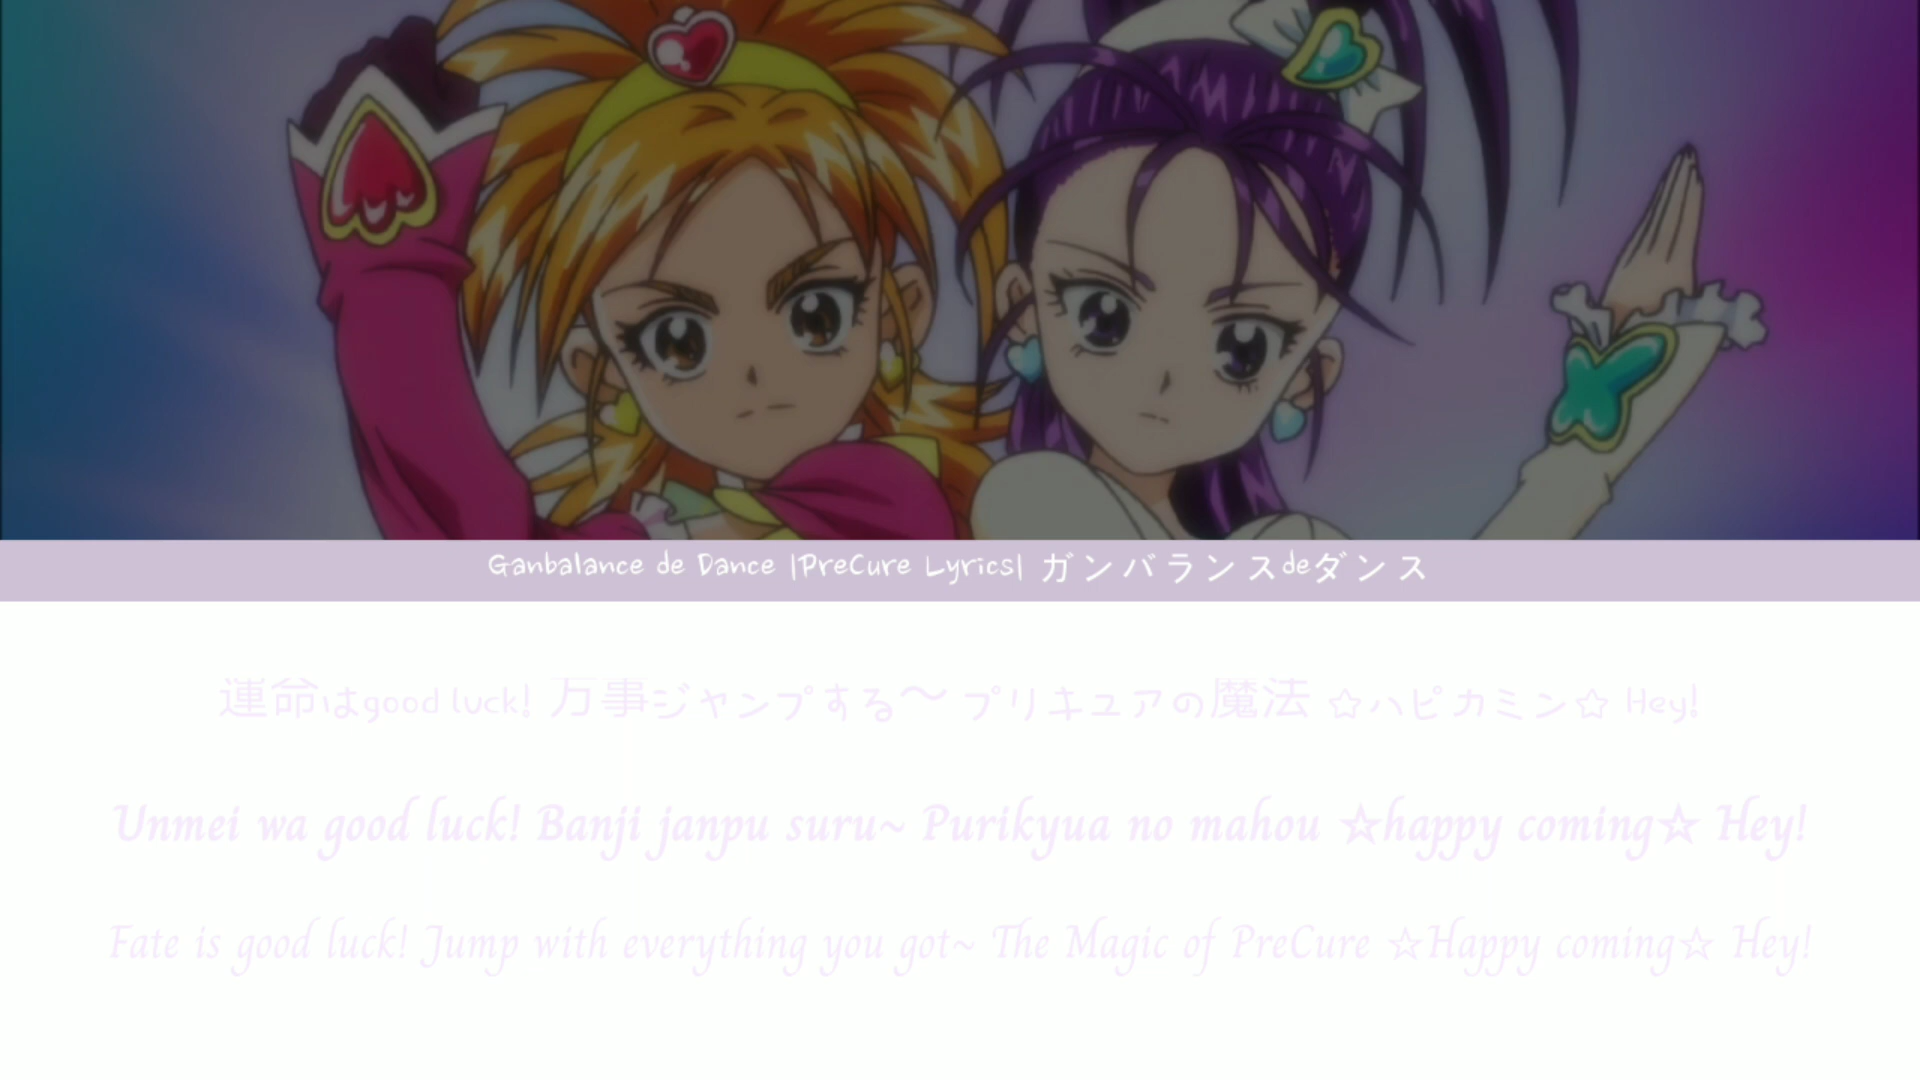 Ganbalance de Dance |PreCure Lyrics| ガンバランスdeダンス
運命はgood luck! 万事ジャンプする〜 プリキュアの魔法 ☆ハピカミン☆ Hey!
Unmei wa good luck! Banji janpu suru~ Purikyua no mahou ☆happy coming☆ Hey!
Fate is good luck! Jump with everything you got~ The Magic of PreCure ☆Happy coming☆ Hey!